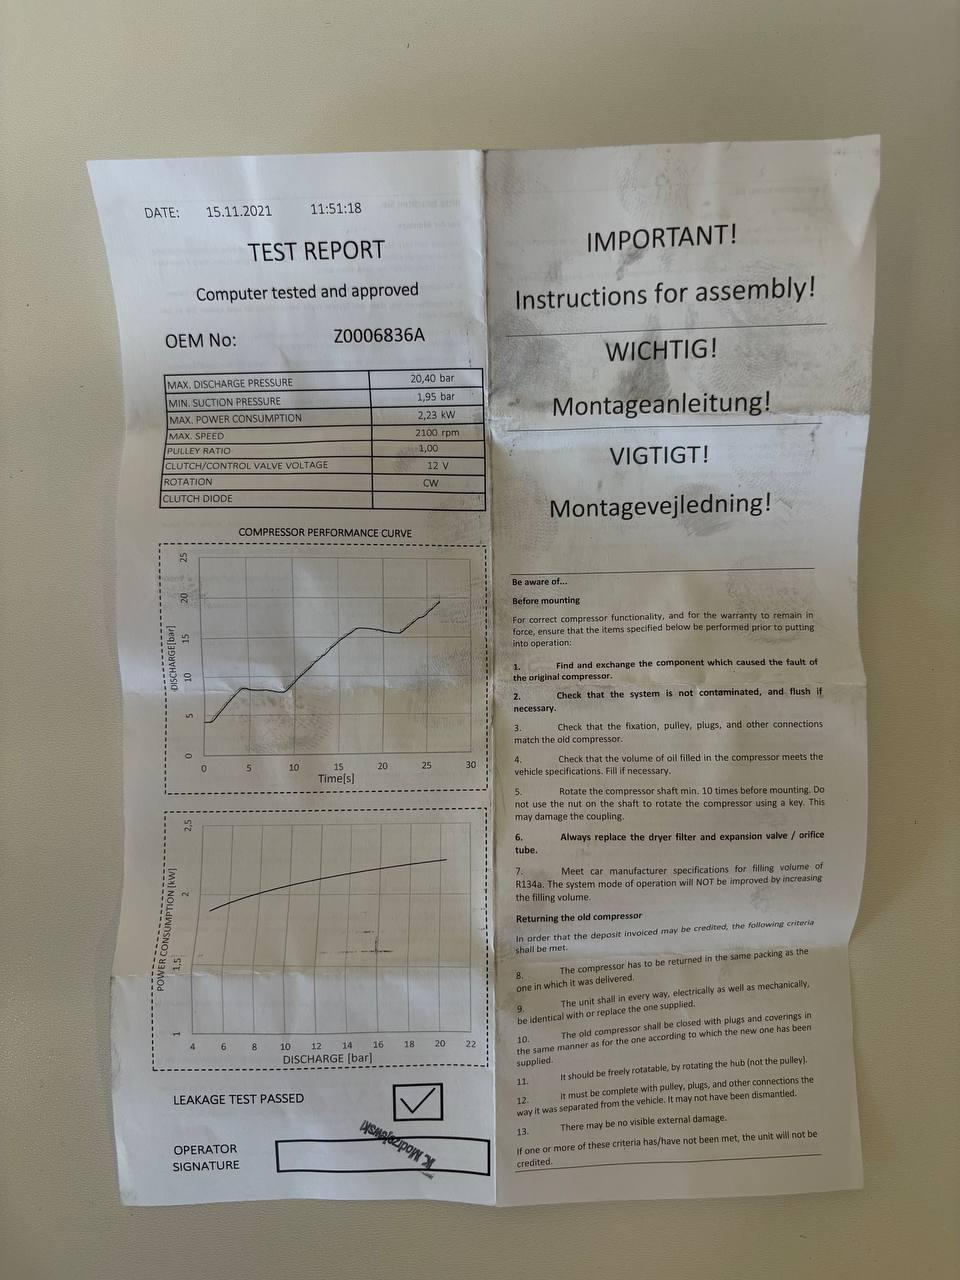 DATE: 15.11.2021 11:51:18
TEST REPORT
Computer tested and approved
OEM No: Z0006836A
MAX. DISCHARGE PRESSURE 20,40 bar
MIN. SUCTION PRESSURE 1,95 bar
MAX. POWER CONSUMPTION 2,23 kW
MAX. SPEED 2100 rpm
PULLEY RATIO 1,00
CLUTCH/CONTROL VALVE VOLTAGE 12 V
ROTATION CW
CLUTCH DIODE
COMPRESSOR PERFORMANCE CURVE
DISCHARGE[bar]
25
20
15
10
5
0
0 5 10 15 20 25 30
Time[s]
POWER CONSUMPTION [kW]
2,5
2
1,5
1
4 6 8 10 12 14 16 18 20 22
DISCHARGE [bar]
LEAKAGE TEST PASSED
OPERATOR
SIGNATURE
K. Modrzejewski
IMPORTANT!
Instructions for assembly!
WICHTIG!
Montageanleitung!
VIGTIGT!
Montagevejledning!
Be aware of...
Before mounting
For correct compressor functionality, and for the warranty to remain in
force, ensure that the items specified below be performed prior to putting
into operation:
1. Find and exchange the component which caused the fault of
the original compressor.
2. Check that the system is not contaminated, and flush if
necessary.
3. Check that the fixation, pulley, plugs, and other connections
match the old compressor.
4. Check that the volume of oil filled in the compressor meets the
vehicle specifications. Fill if necessary.
5. Rotate the compressor shaft min. 10 times before mounting. Do
not use the nut on the shaft to rotate the compressor using a key. This
may damage the coupling.
6. Always replace the dryer filter and expansion valve / orifice
tube.
7. Meet car manufacturer specifications for filling volume of
R134a. The system mode of operation will NOT be improved by increasing
the filling volume.
Returning the old compressor
In order that the deposit invoiced may be credited, the following criteria
shall be met.
8. The compressor has to be returned in the same packing as the
one in which it was delivered.
9. The unit shall in every way, electrically as well as mechanically,
be identical with or replace the one supplied.
10. The old compressor shall be closed with plugs and coverings in
the same manner as for the one according to which the new one has been
supplied.
11. It should be freely rotatable, by rotating the hub (not the pulley).
12. It must be complete with pulley, plugs, and other connections the
way it was separated from the vehicle. It may not have been dismantled.
13. There may be no visible external damage.
If one or more of these criteria has/have not been met, the unit will not be
credited.